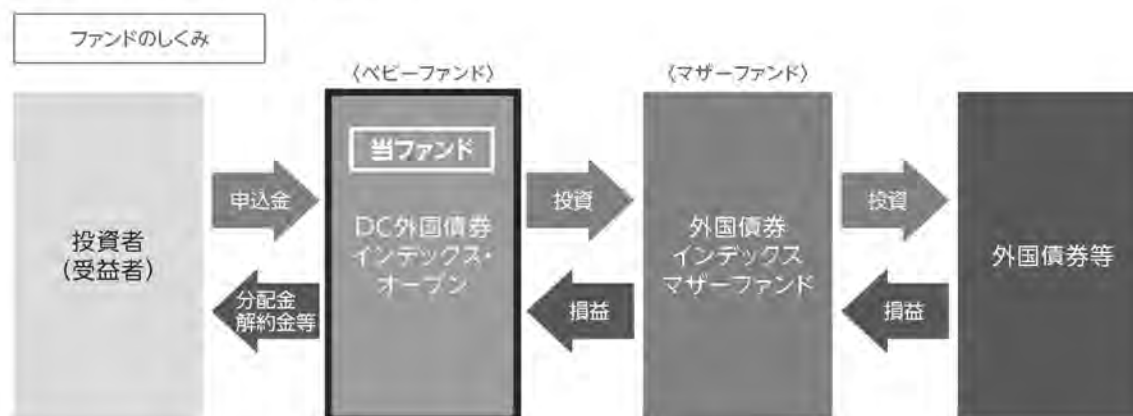 ファンドのしくみ
〈ベビーファンド〉
〈マザーファンド〉
投資者
(受益者)
申込金
分配金
解約金等
当ファンド
DC外国債券
インデックス・
オープン
投資
損益
外国債券
インデックス
マザーファンド
投資
損益
外国債券等